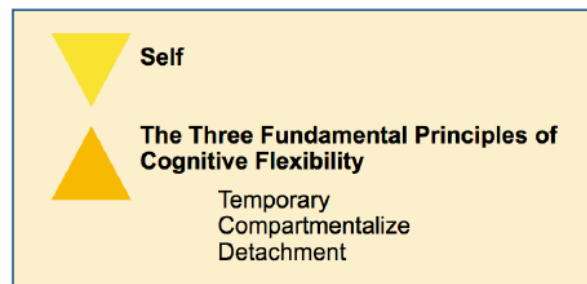 Self
The Three Fundamental Principles of
Cognitive Flexibility
Temporary
Compartmentalize
Detachment